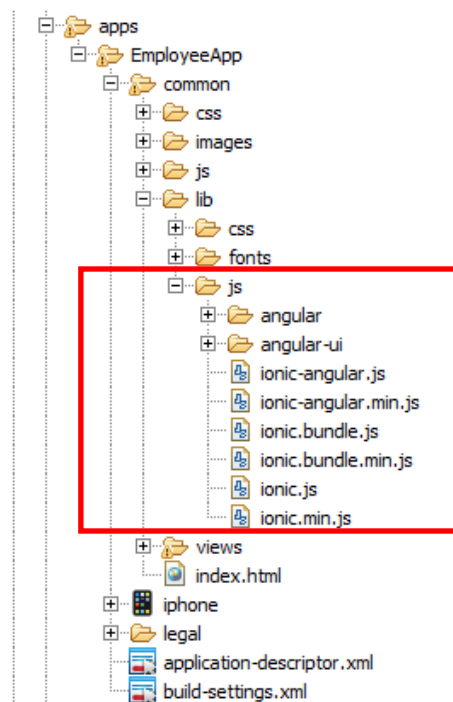 apps
EmployeeApp
common
css
images
js
lib
css
fonts
js
angular
angular-ui
ionic-angular.js
ionic-angular.min.js
ionic.bundle.js
ionic.bundle.min.js
ionic.js
ionic.min.js
views
index.html
iphone
legal
application-descriptor.xml
build-settings.xml